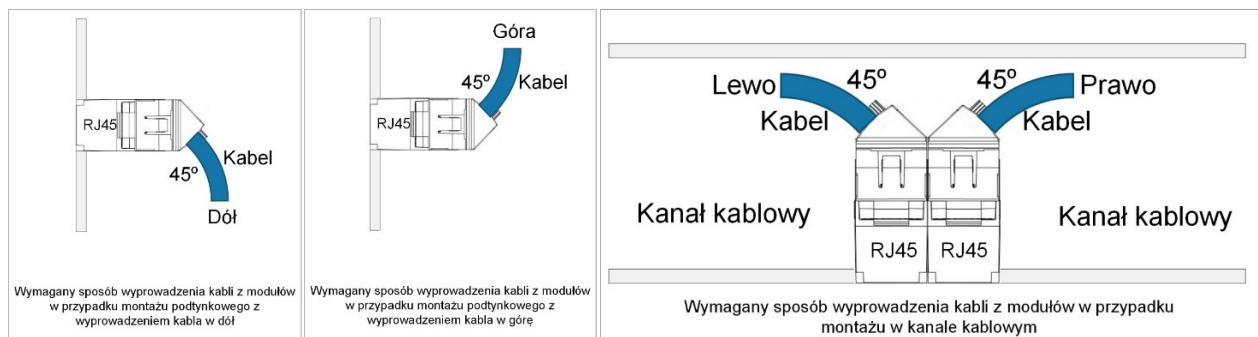 RJ45
45º
Kabel
Dół
Wymagany sposób wyprowadzenia kabli z modułów
w przypadku montażu podtynkowego z
wyprowadzeniem kabla w dół
Góra
45º
Kabel
RJ45
Wymagany sposób wyprowadzenia kabli z modułów
w przypadku montażu podtynkowego z
wyprowadzeniem kabla w górę
Lewo 45º 45º Prawo
Kabel Kabel
Kanał kablowy Kanał kablowy
RJ45 RJ45
Wymagany sposób wyprowadzenia kabli z modułów w przypadku
montażu w kanale kablowym